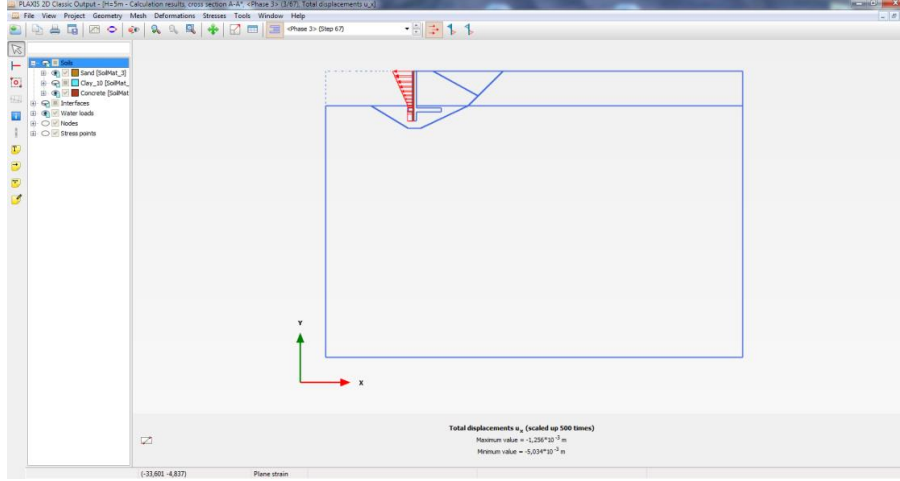 PLAXIS 2D Classic Output - [H=5m - Calculation results, cross section A-A*, <Phase 3> (1/67), Total displacements u_x]
File View Project Geometry Mesh Deformations Stresses Tools Window Help
<Phase 3> (Step 67)
Soils
Sand [SoilMat_3]
Clay_10 [SoilMat_
Concrete [SoilMat
Interfaces
Water loads
Nodes
Stress points
Y
X
Total displacements u_x (scaled up 500 times)
Maximum value = -1,256*10^-3 m
Minimum value = -5,034*10^-3 m
(-33,601 -4,837) Plane strain